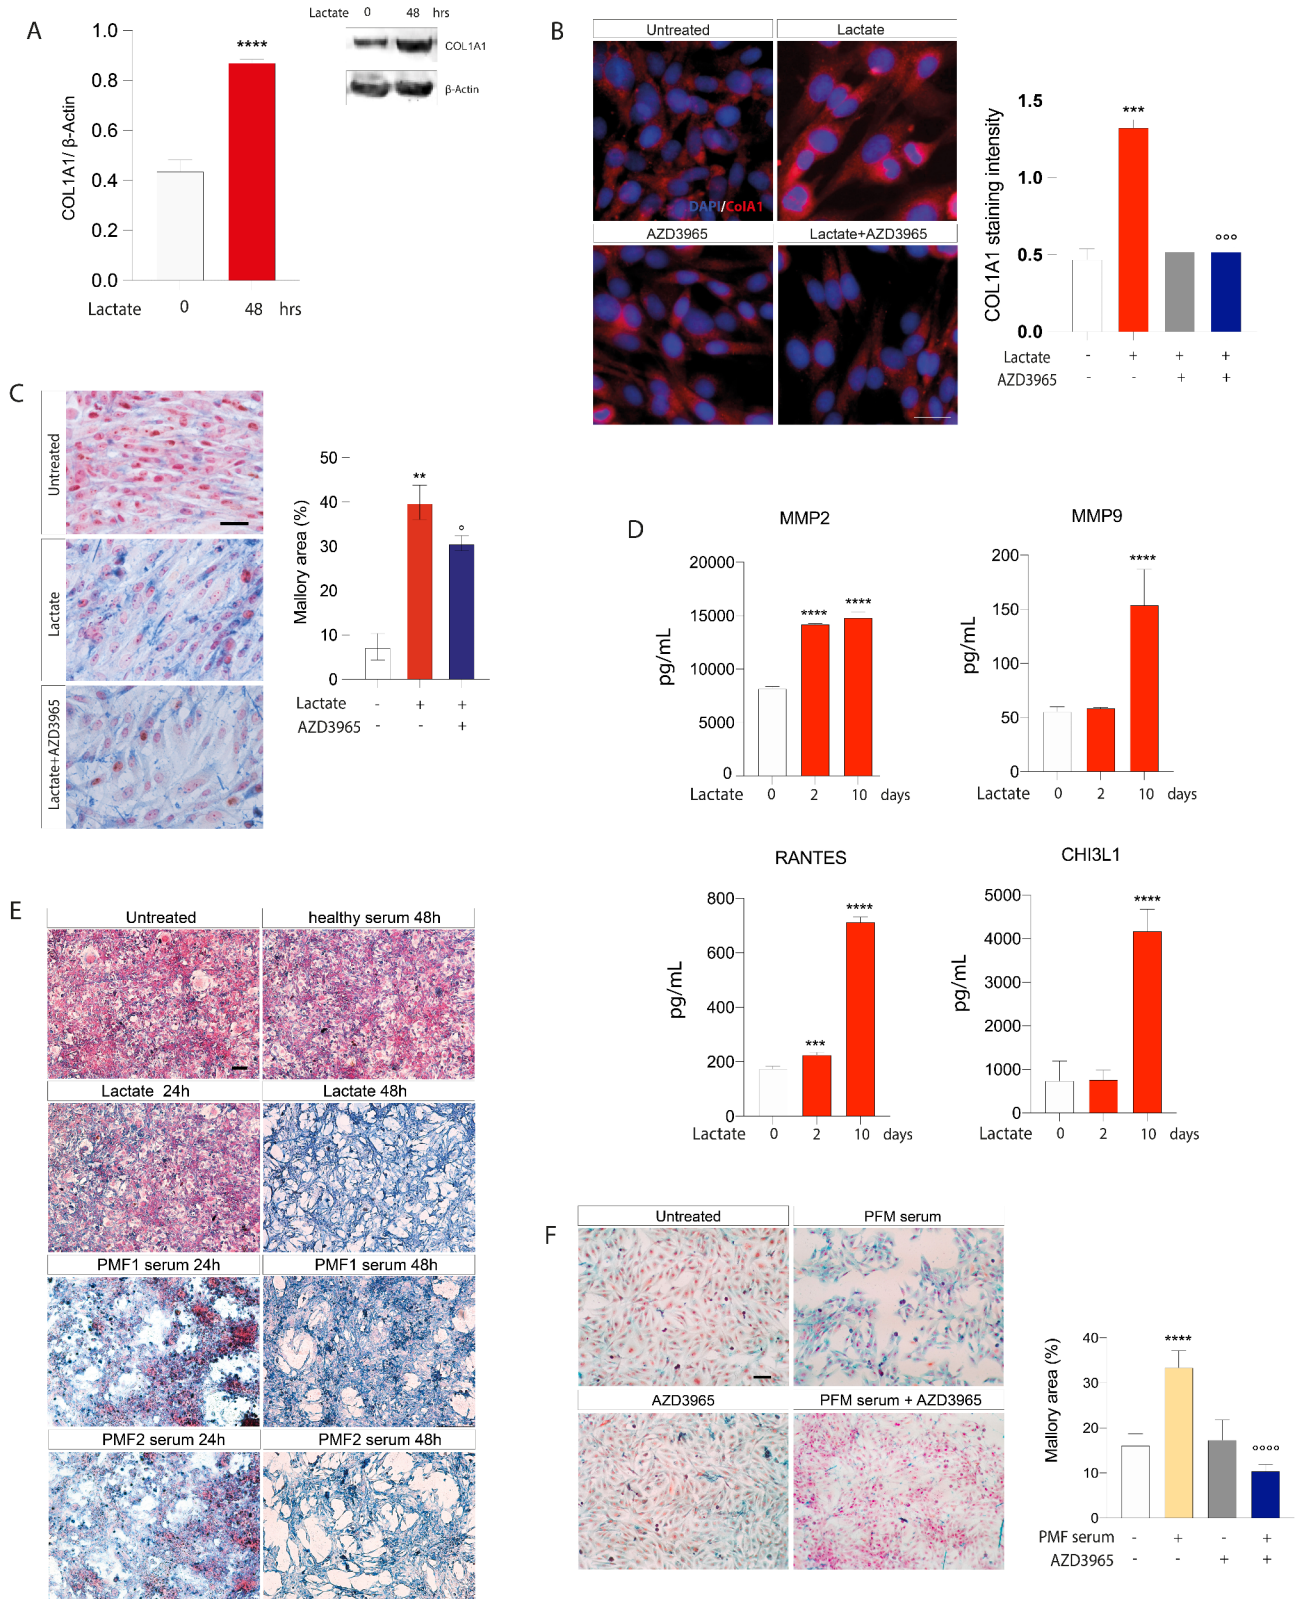 A
Lactate 0 48 hrs
COL1A1
β-Actin
****
1.0
0.8
0.6
0.4
0.2
0.0
COL1A1/ β-Actin
Lactate 0 48 hrs
B
Untreated
Lactate
DAPI/ColA1
AZD3965
Lactate+AZD3965
COL1A1 staining intensity
1.5
1.0
0.5
0.0
***
°°°
Lactate - + + +
AZD3965 - - + +
C
Untreated
Lactate
Lactate+AZD3965
Mallory area (%)
50
40
30
20
10
0
**
°
Lactate - + +
AZD3965 - - +
D
MMP2
pg/mL
20000
15000
10000
5000
0
****
****
Lactate 0 2 10 days
MMP9
pg/mL
200
150
100
50
0
****
Lactate 0 2 10 days
RANTES
pg/mL
800
600
400
200
0
***
****
Lactate 0 2 10 days
CHI3L1
pg/mL
5000
4000
3000
2000
1000
0
****
Lactate 0 2 10 days
E
Untreated
healthy serum 48h
Lactate 24h
Lactate 48h
PMF1 serum 24h
PMF1 serum 48h
PMF2 serum 24h
PMF2 serum 48h
F
Untreated
PFM serum
AZD3965
PFM serum + AZD3965
Mallory area (%)
40
30
20
10
0
****
°°°°
PMF serum - + - +
AZD3965 - - + +